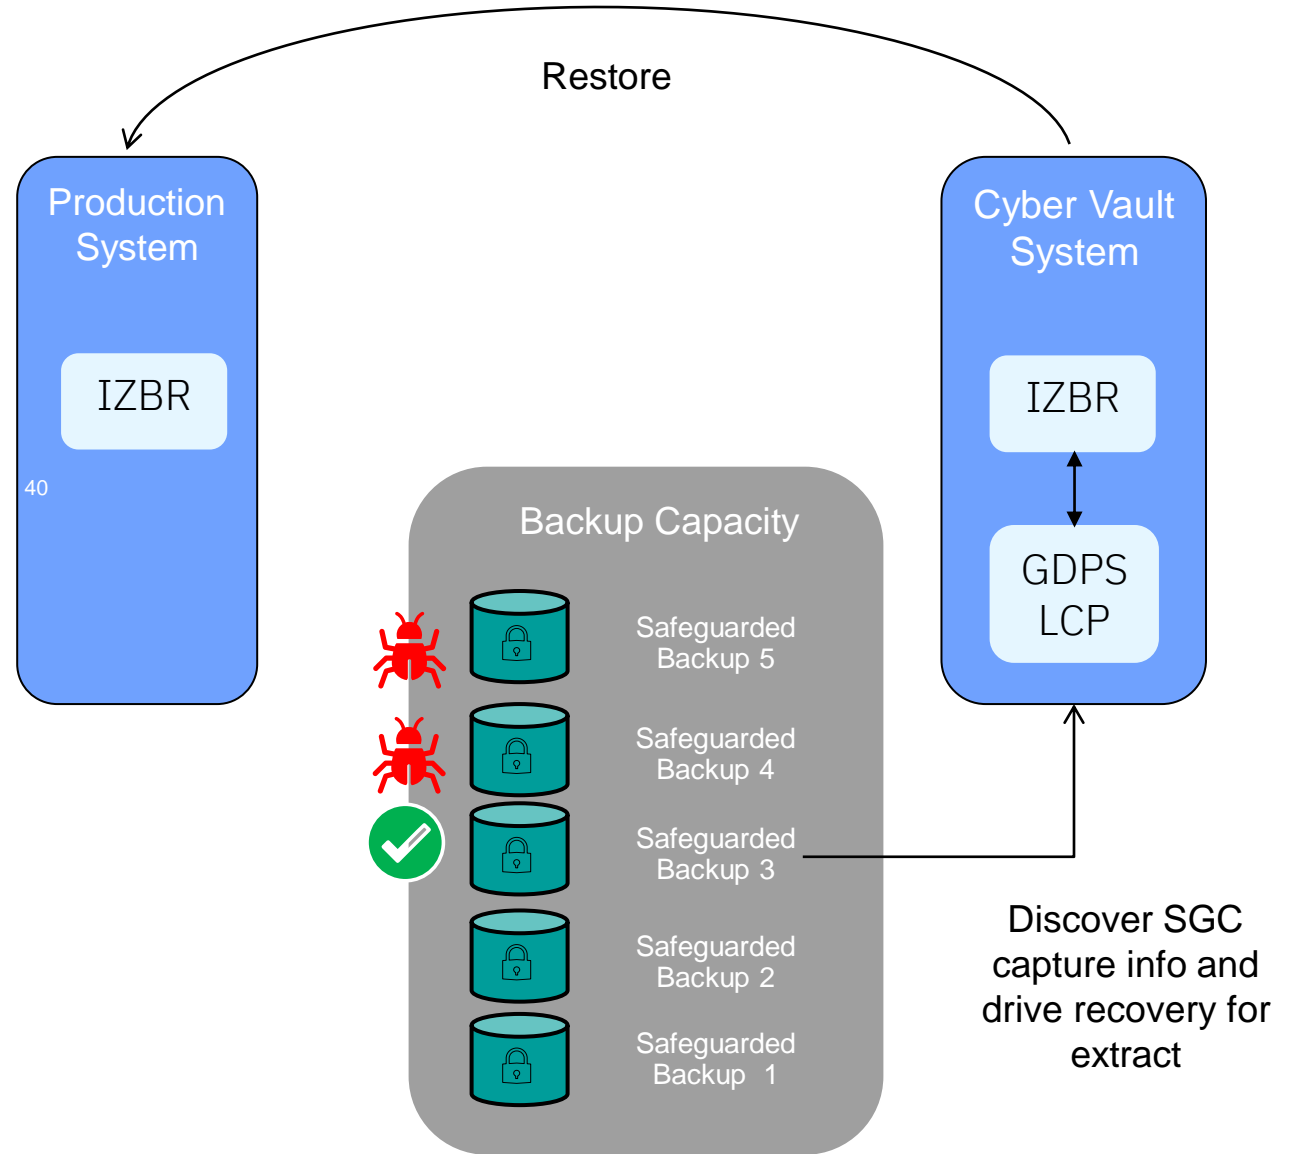 Restore
Production
System
IZBR
40
Cyber Vault
System
IZBR
GDPS
LCP
Backup Capacity
Safeguarded
Backup 5
Safeguarded
Backup 4
Safeguarded
Backup 3
Safeguarded
Backup 2
Safeguarded
Backup 1
Discover SGC
capture info and
drive recovery for
extract